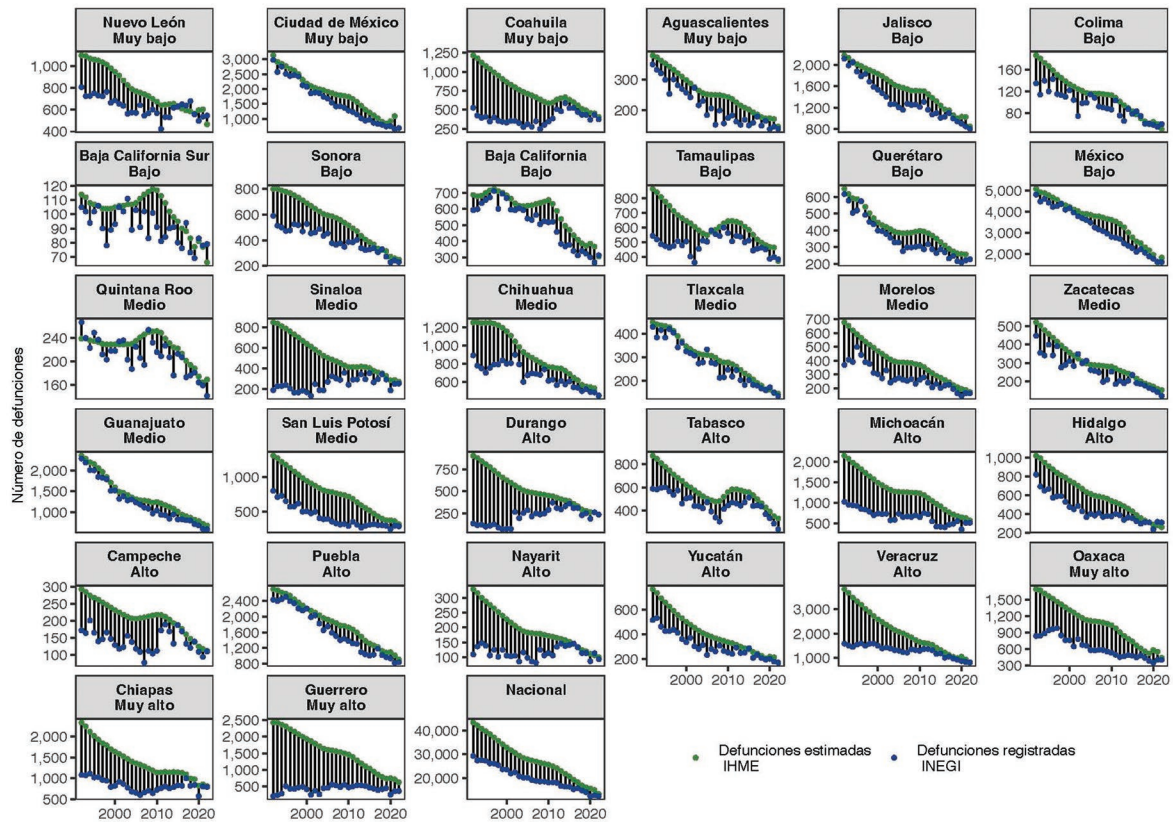 Número de defunciones
Nuevo León
Muy bajo
1,000
800
600
400
Ciudad de México
Muy bajo
3,000
2,500
2,000
1,500
1,000
Coahuila
Muy bajo
1,250
1,000
750
500
250
Aguascalientes
Muy bajo
300
200
Jalisco
Bajo
2,000
1,600
1,200
800
Colima
Bajo
160
120
80
Baja California Sur
Bajo
120
110
100
90
80
70
Sonora
Bajo
800
600
400
200
Baja California
Bajo
700
600
500
400
300
Tamaulipas
Bajo
800
700
600
500
400
Querétaro
Bajo
600
500
400
300
200
México
Bajo
5,000
4,000
3,000
2,000
Quintana Roo
Medio
240
200
160
Sinaloa
Medio
800
600
400
200
Chihuahua
Medio
1,200
1,000
800
600
Tlaxcala
Medio
400
300
200
Morelos
Medio
700
600
500
400
300
200
Zacatecas
Medio
500
400
300
200
Guanajuato
Medio
2,000
1,500
1,000
San Luis Potosí
Medio
1,000
500
Durango
Alto
750
500
250
Tabasco
Alto
800
600
400
Michoacán
Alto
2,000
1,500
1,000
500
Hidalgo
Alto
1,000
800
600
400
200
Campeche
Alto
300
250
200
150
100
Puebla
Alto
2,400
2,000
1,600
1,200
800
Nayarit
Alto
300
250
200
150
100
Yucatán
Alto
600
400
200
2000 2010 2020
Veracruz
Alto
3,000
2,000
1,000
2000 2010 2020
Oaxaca
Muy alto
1,500
1,200
900
600
300
2000 2010 2020
Chiapas
Muy alto
2,000
1,500
1,000
500
2000 2010 2020
Guerrero
Muy alto
2,500
2,000
1,500
1,000
500
2000 2010 2020
Nacional
40,000
30,000
20,000
2000 2010 2020
Defunciones estimadas
IHME
Defunciones registradas
INEGI